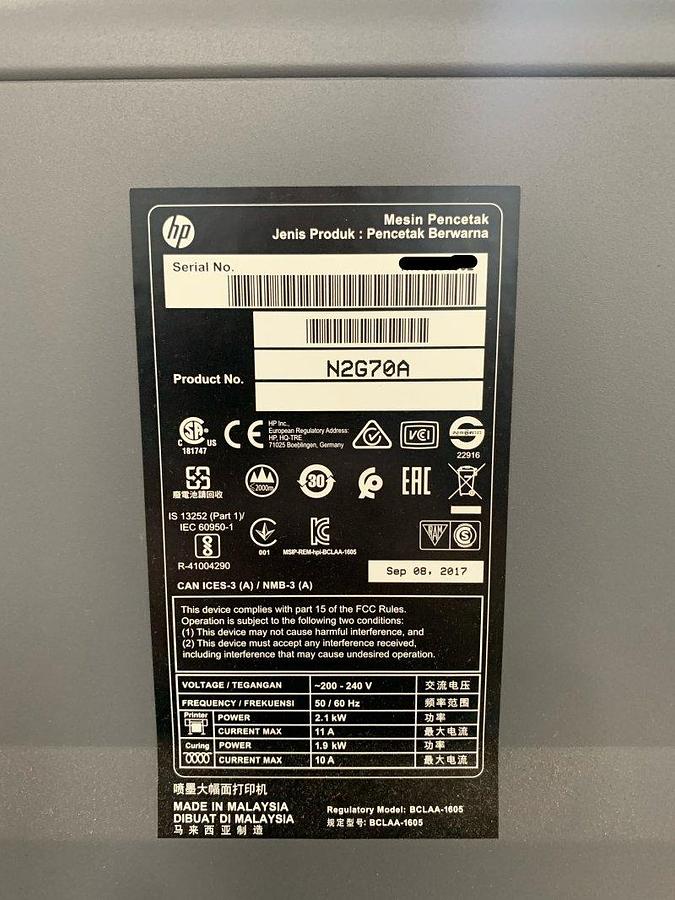 hp
Mesin Pencetak
Jenis Produk : Pencetak Berwarna
Serial No.
Product No.
N2G70A
CSA
C US
181747
CE
HP Inc.,
European Regulatory Address:
HP, HQ-TRE
71025 Boeblingen, Germany
VCCI
22916
廢電池請回收
2000m
30
EAC
IS 13252 (Part 1)/
IEC 60950-1
R-41004290
001
MSIP-REM-hpi-BCLAA-1605
S
Sep 08, 2017
CAN ICES-3 (A) / NMB-3 (A)
This device complies with part 15 of the FCC Rules.
Operation is subject to the following two conditions:
(1) This device may not cause harmful interference, and
(2) This device must accept any interference received,
including interference that may cause undesired operation.
VOLTAGE / TEGANGAN ~200 - 240 V 交流电压
FREQUENCY / FREKUENSI 50 / 60 Hz 频率范围
Printer POWER 2.1 kW 功率
CURRENT MAX 11 A 最大电流
Curing POWER 1.9 kW 功率
CURRENT MAX 10 A 最大电流
喷墨大幅面打印机
MADE IN MALAYSIA
DIBUAT DI MALAYSIA
马来西亚制造
Regulatory Model: BCLAA-1605
规定型号: BCLAA-1605